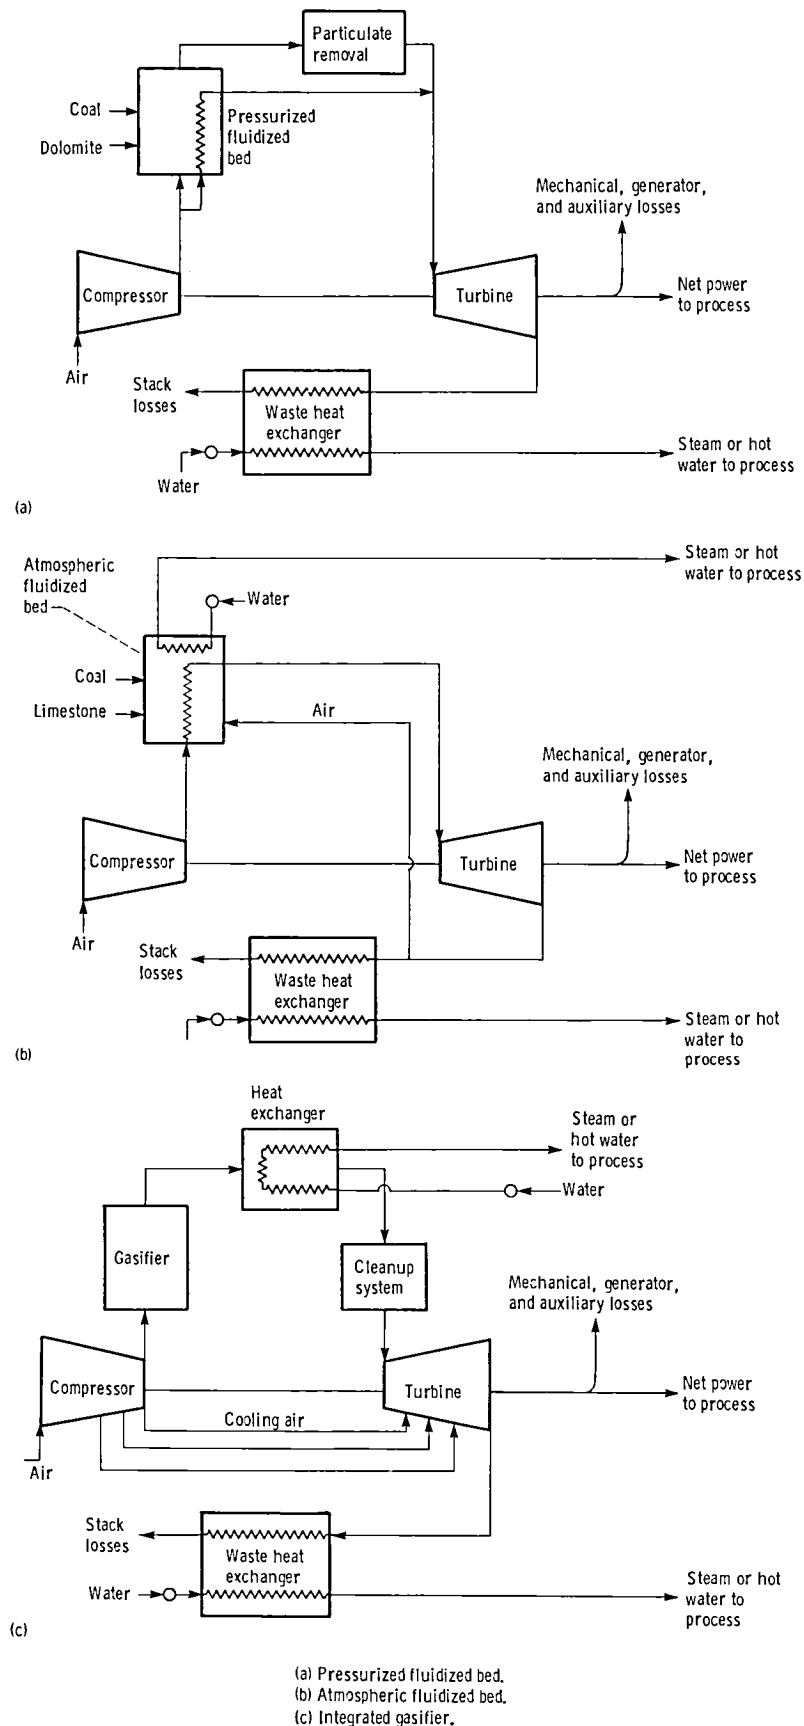 Particulate
removal
Coal
Dolomite
Pressurized
fluidized
bed
Mechanical, generator,
and auxiliary losses
Compressor
Turbine
Net power
to process
Air
Stack
losses
Waste heat
exchanger
Steam or hot
water to process
Water
(a)
Atmospheric
fluidized
bed
Steam or hot
water to process
Water
Coal
Limestone
Air
Mechanical, generator,
and auxiliary losses
Compressor
Turbine
Net power
to process
Air
Stack
losses
Waste heat
exchanger
Steam or hot
water to
process
(b)
Heat
exchanger
Steam or
hot water
to process
Water
Gasifier
Cleanup
system
Mechanical, generator,
and auxiliary losses
Compressor
Turbine
Net power
to process
Cooling air
Air
Stack
losses
Waste heat
exchanger
Water
Steam or hot
water to
process
(c)
(a) Pressurized fluidized bed.
(b) Atmospheric fluidized bed.
(c) Integrated gasifier.